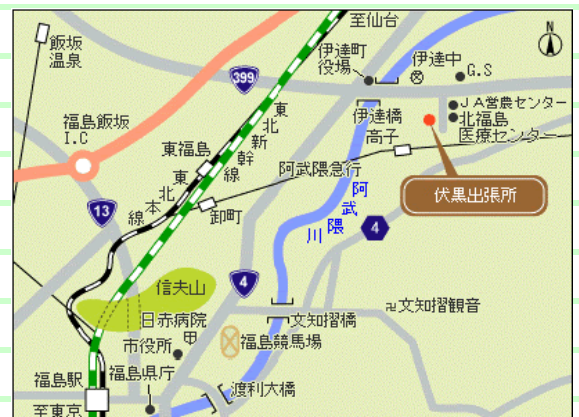 至仙台
N
飯坂
温泉
伊達町
役場
伊達中
G.S
399
福島飯坂
I.C
東北新幹線
伊達橋
高子
JA営農センター
北福島
医療センター
東福島
阿武隈急行
伏黒出張所
東北本線
13
卸町
阿武隈川
4
信夫山
4
日赤病院
文知摺橋
卍文知摺観音
市役所
福島競馬場
福島駅
福島県庁
渡利大橋
至東京